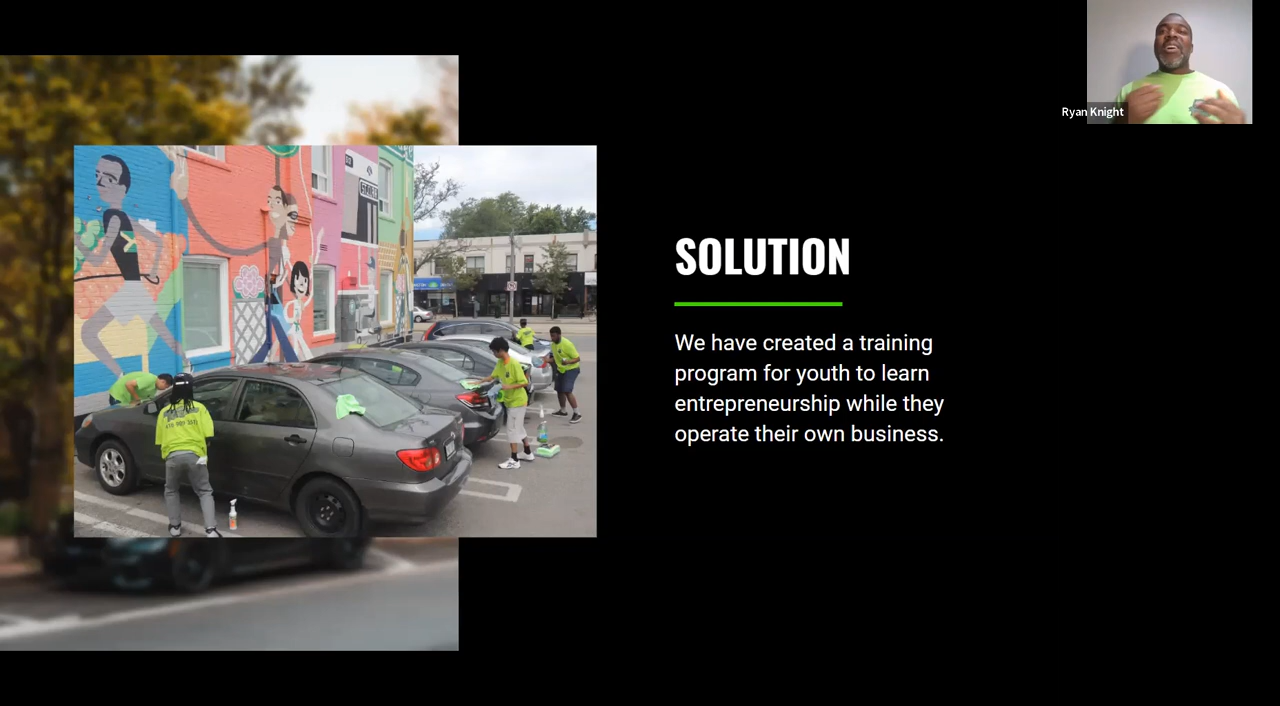 Ryan Knight
SOLUTION
We have created a training
program for youth to learn
entrepreneurship while they
operate their own business.